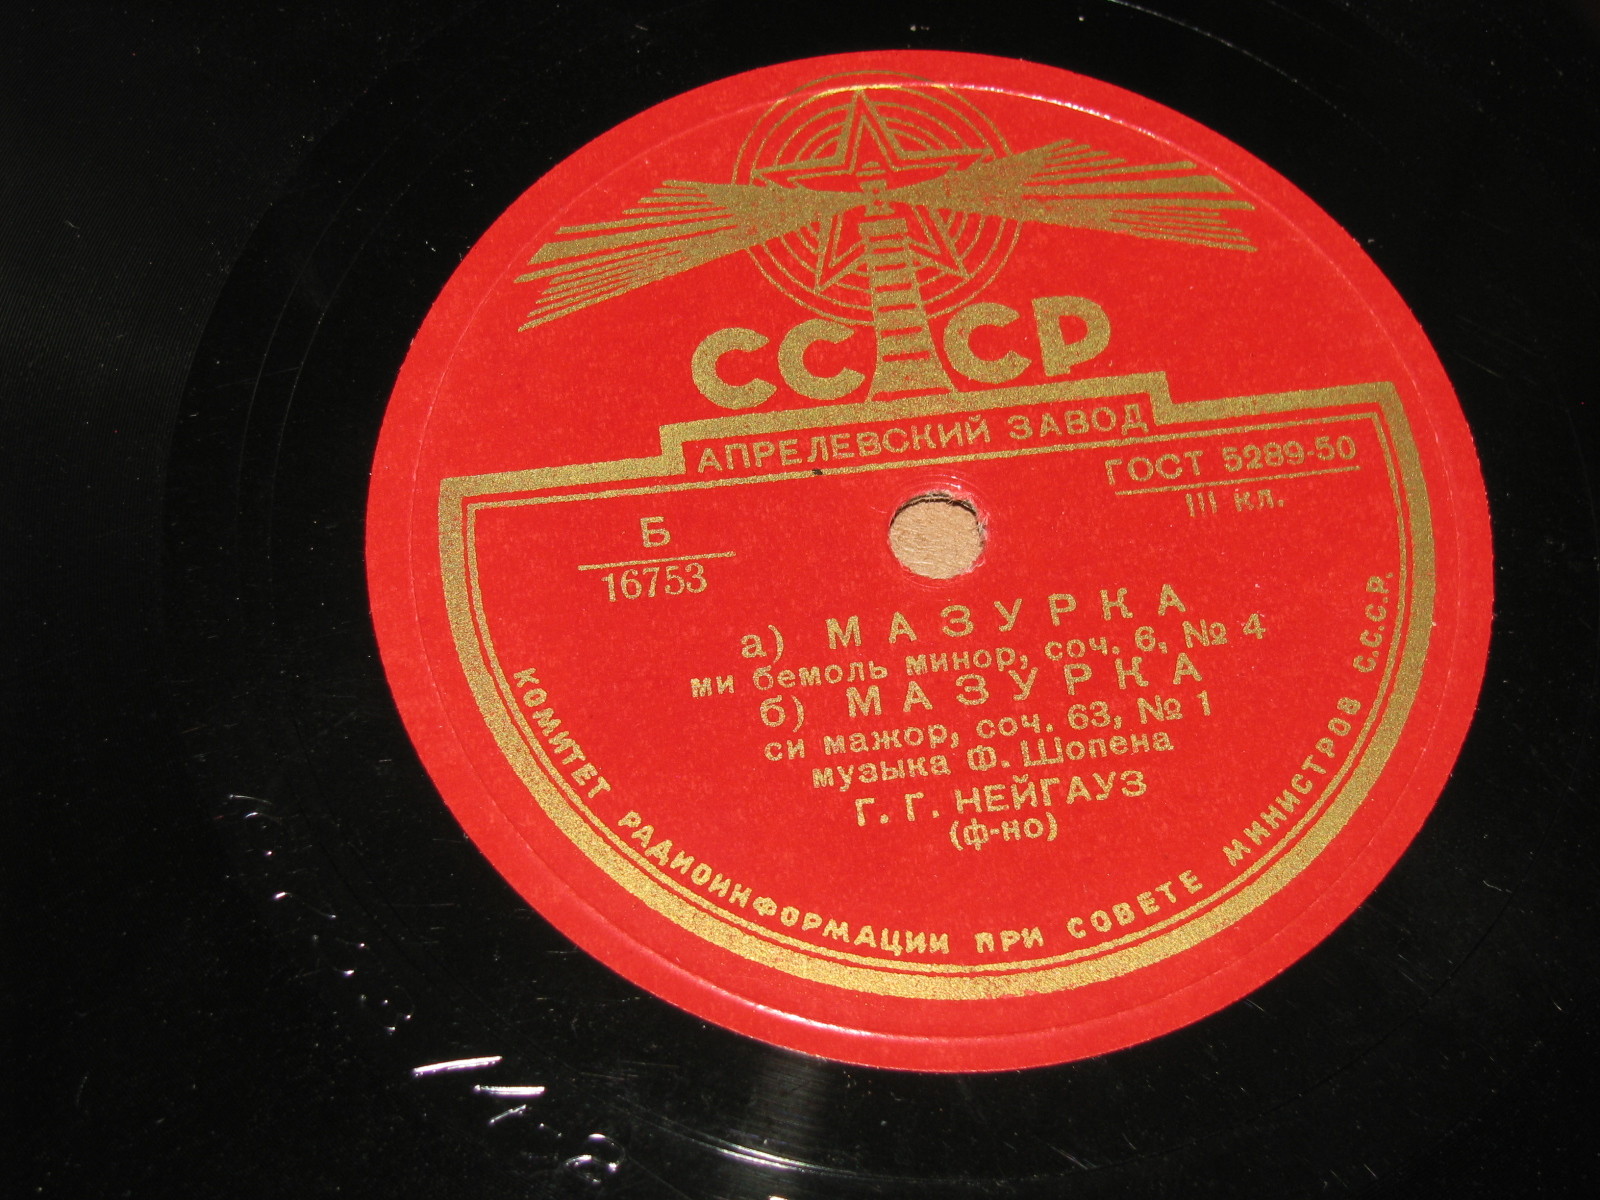 СССР
АПРЕЛЕВСКИЙ ЗАВОД
ГОСТ 5289-50
III кл.
Б
16753
а) МАЗУРКА
ми бемоль минор, соч. 6, № 4
б) МАЗУРКА
си мажор, соч. 63, № 1
музыка Ф. Шопена
Г. Г. НЕЙГАУЗ
(ф-но)
КОМИТЕТ РАДИОИНФОРМАЦИИ ПРИ СОВЕТЕ МИНИСТРОВ С.С.С.Р.